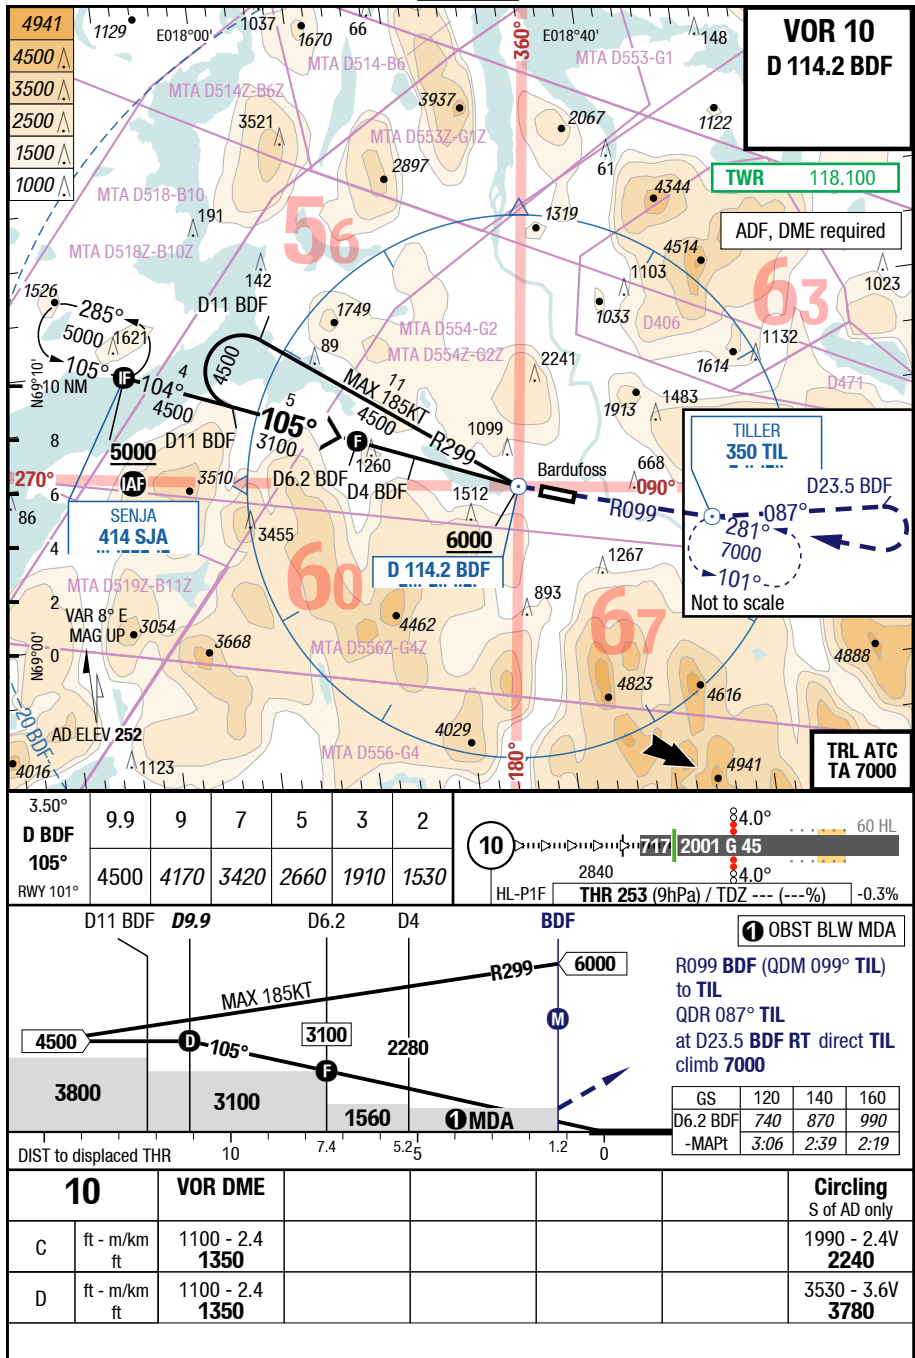 4941
4500
3500
2500
1500
1000
1129
E018°00'
1037
1670
66
360°
E018°40'
148
VOR 10
D 114.2 BDF
MTA D514-B6
MTA D553-G1
MTA D514Z-B6Z
3937
2067
1122
3521
MTA D553Z-G1Z
61
2897
TWR 118.100
MTA D518-B10
4344
191
56
1319
ADF, DME required
MTA D518Z-B10Z
4514
142
1103
63
1023
1526
285°
D11 BDF
1749
1033
5000
1621
MTA D554-G2
D406
89
MTA D554Z-G2Z
1132
105°
IF
4500
2241
1614
N69°10'
10 NM
104°
4
4500
MAX 185KT
11
4500
D471
1913
1483
5
105°
3100
R299
TILLER
350 TIL
8
5000
D11 BDF
F
1260
1099
IAF
3510
D6.2 BDF
D4 BDF
Bardufoss
668
D23.5 BDF
270°
6
1512
090°
R099
087°
281°
7000
101°
Not to scale
86
SENJA
414 SJA
3455
6000
D 114.2 BDF
4
1267
60
67
MTA D519Z-B11Z
893
2
VAR 8° E
MAG UP
3054
4462
3668
MTA D556Z-G4Z
N69°00'
0
4888
4823
4616
20 BDF
AD ELEV 252
4029
MTA D556-G4
180°
4016
1123
4941
TRL ATC
TA 7000
3.50°
D BDF
105°
RWY 101°
9.9 9 7 5 3 2
4500 4170 3420 2660 1910 1530
10
4.0°
717
2001 G 45
60 HL
2840
4.0°
HL-P1F
THR 253 (9hPa) / TDZ --- (---%)
-0.3%
D11 BDF D9.9 D6.2 D4 BDF
1 OBST BLW MDA
R299
6000
MAX 185KT
R099 BDF (QDM 099° TIL)
to TIL
QDR 087° TIL
at D23.5 BDF RT direct TIL
climb 7000
M
4500
D
105°
3100
2280
F
3800
3100
1560
1 MDA
GS 120 140 160
D6.2 BDF 740 870 990
-MAPt 3:06 2:39 2:19
DIST to displaced THR 10 7.4 5.2 5 1.2 0
10 VOR DME Circling
S of AD only
C ft - m/km 1100 - 2.4 1990 - 2.4V
ft 1350 2240
D ft - m/km 1100 - 2.4 3530 - 3.6V
ft 1350 3780